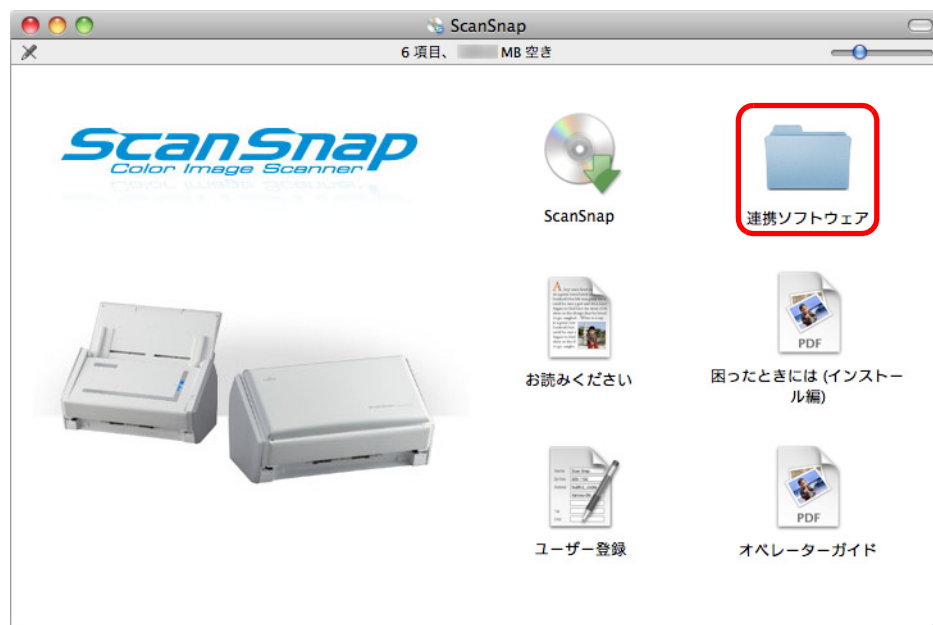 ScanSnap
6 項目、 MB 空き
ScanSnap
Color Image Scanner
ScanSnap
連携ソフトウェア
お読みください
PDF
困ったときには (インストー
ル編)
ユーザー登録
PDF
オペレーターガイド